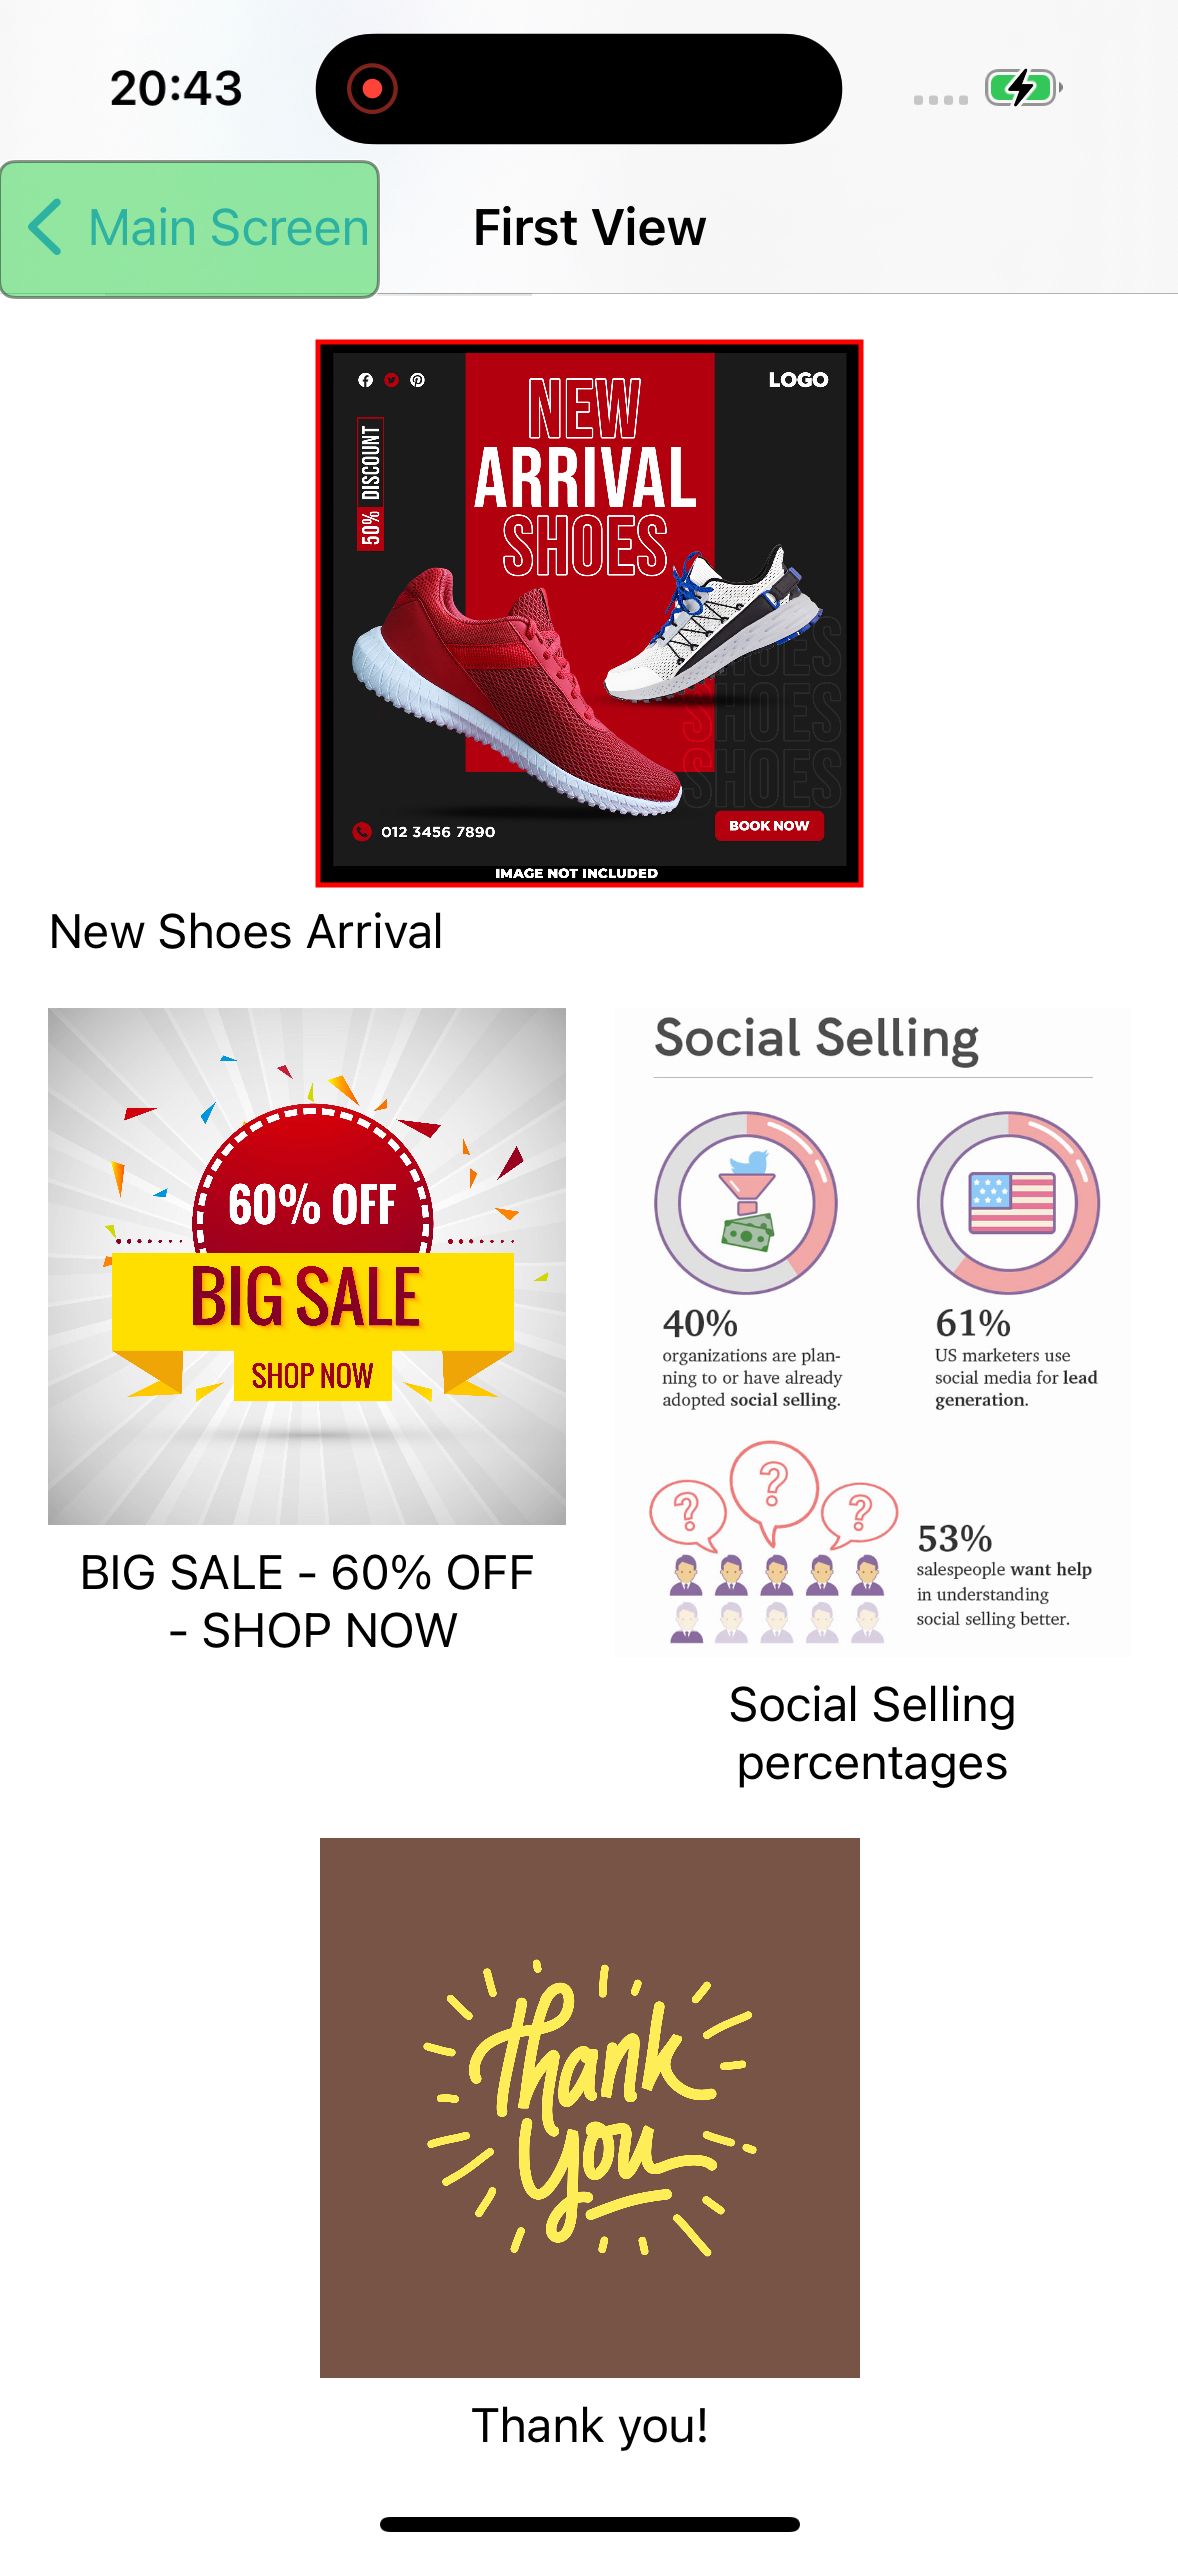 20:43
Main Screen
First View
NEW
ARRIVAL
SHOES
LOGO
50% DISCOUNT
SHOES
SHOES
SHOES
012 3456 7890
BOOK NOW
IMAGE NOT INCLUDED
New Shoes Arrival
60% OFF
BIG SALE
SHOP NOW
BIG SALE - 60% OFF
- SHOP NOW
Social Selling
40%
organizations are plan-
ning to or have already
adopted social selling.
61%
US marketers use
social media for lead
generation.
? ? ?
53%
salespeople want help
in understanding
social selling better.
Social Selling
percentages
Thank
you
Thank you!